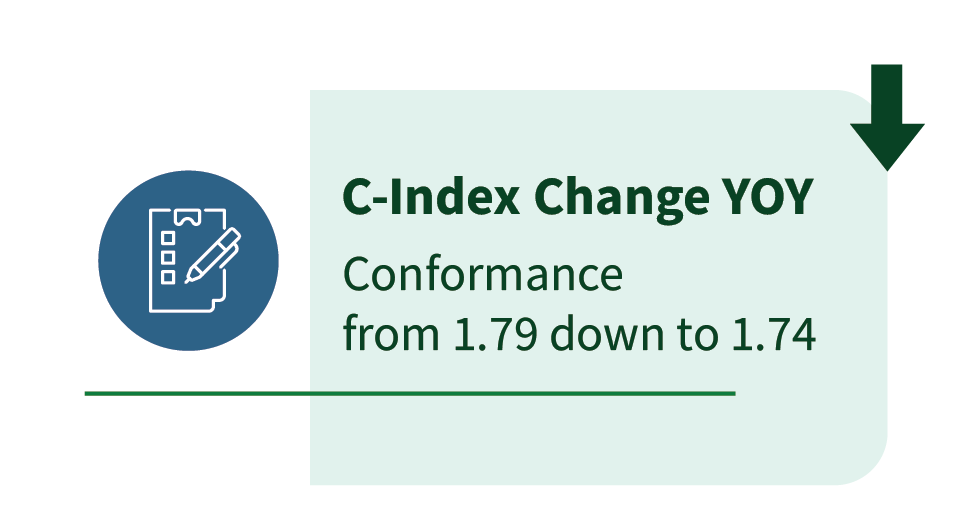 C-Index Change YOY
Conformance
from 1.79 down to 1.74